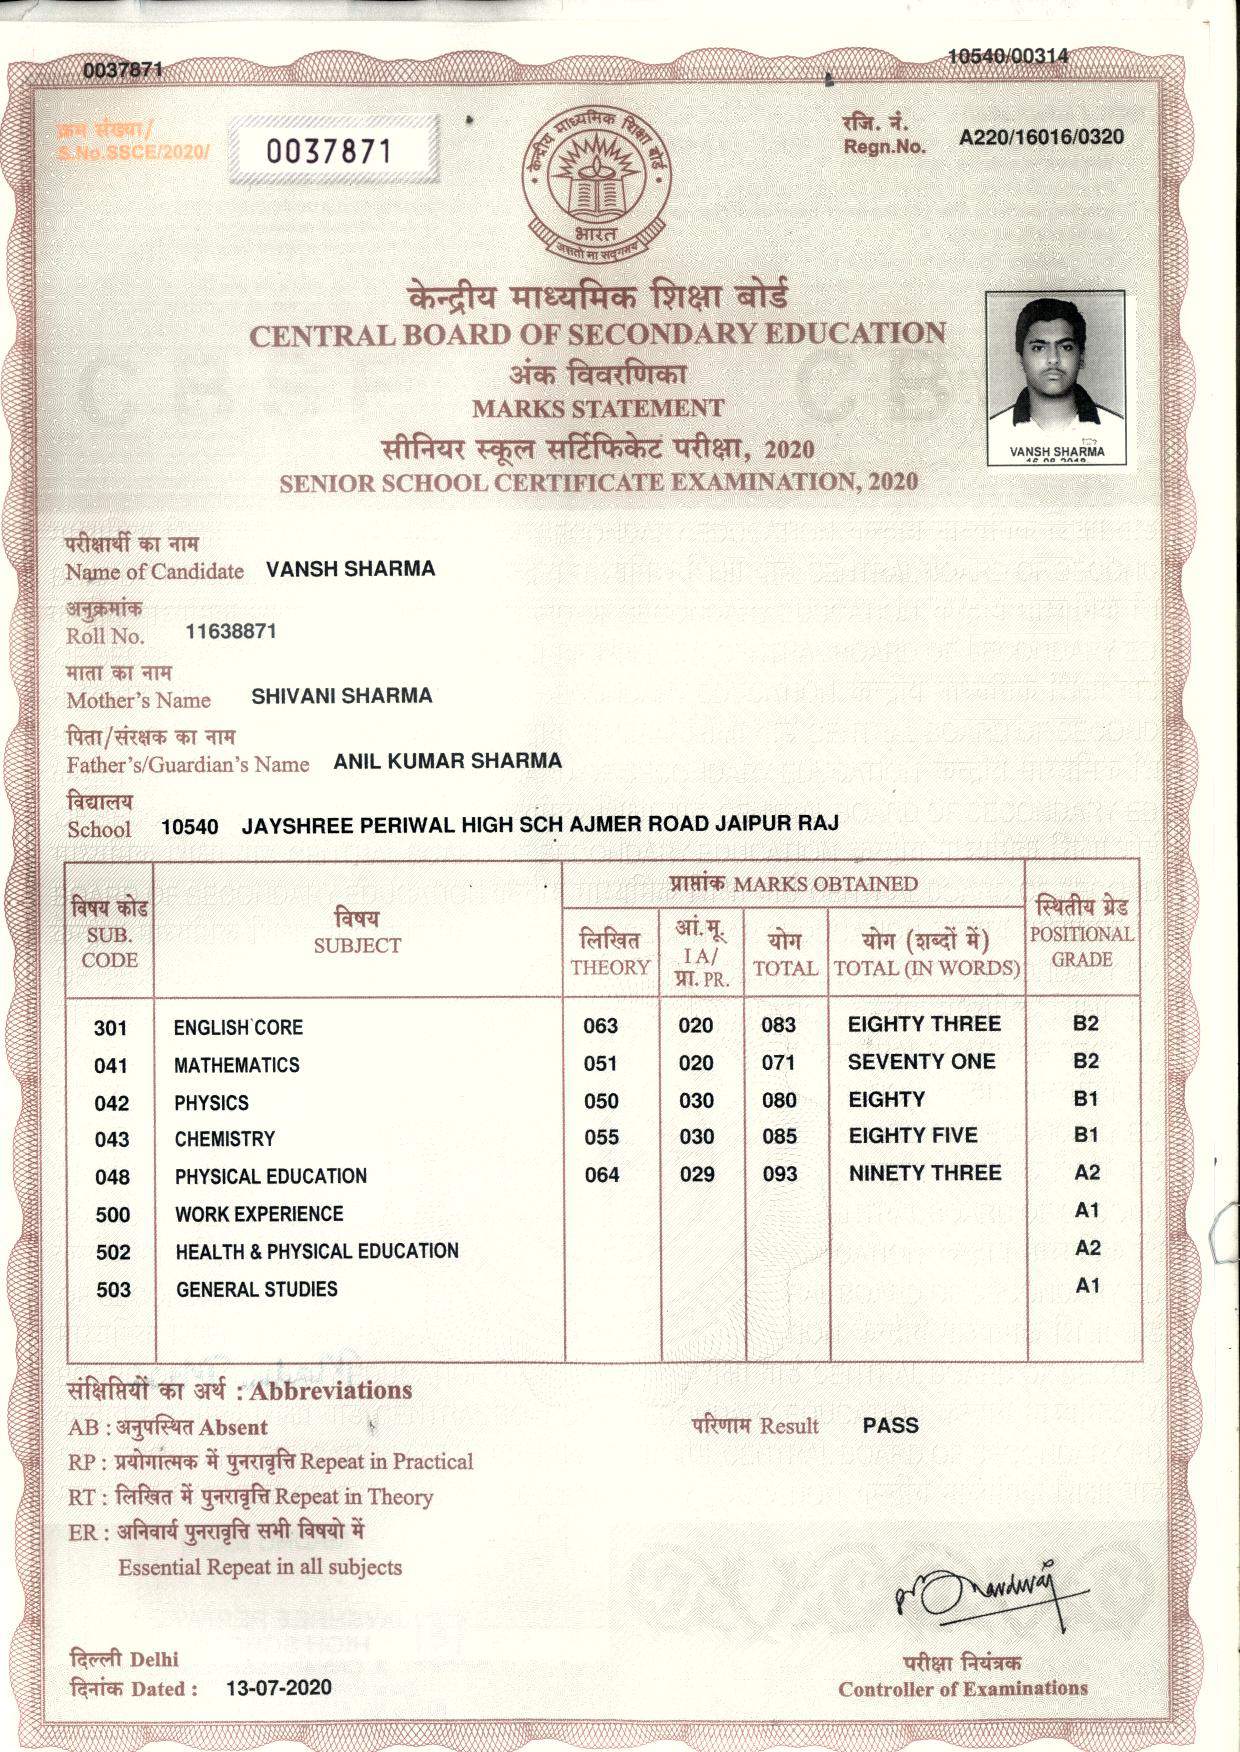 0037871
10540/00314
क्रम संख्या/
S.No.SSCE/2020/
0037871
रजि. नं.
Regn.No. A220/16016/0320
केन्द्रीय माध्यमिक शिक्षा बोर्ड
भारत
असतो मा सद्गमय
केन्द्रीय माध्यमिक शिक्षा बोर्ड
CENTRAL BOARD OF SECONDARY EDUCATION
अंक विवरणिका
MARKS STATEMENT
सीनियर स्कूल सर्टिफिकेट परीक्षा, 2020
SENIOR SCHOOL CERTIFICATE EXAMINATION, 2020
VANSH SHARMA
परीक्षार्थी का नाम
Name of Candidate VANSH SHARMA
अनुक्रमांक
Roll No. 11638871
माता का नाम
Mother's Name SHIVANI SHARMA
पिता/संरक्षक का नाम
Father's/Guardian's Name ANIL KUMAR SHARMA
विद्यालय
School 10540 JAYSHREE PERIWAL HIGH SCH AJMER ROAD JAIPUR RAJ
विषय कोड
SUB.
CODE
विषय
SUBJECT
प्राप्तांक MARKS OBTAINED
लिखित
THEORY
आं.मू.
I A/
प्रा. PR.
योग
TOTAL
योग (शब्दों में)
TOTAL (IN WORDS)
स्थितीय ग्रेड
POSITIONAL
GRADE
301 ENGLISH CORE 063 020 083 EIGHTY THREE B2
041 MATHEMATICS 051 020 071 SEVENTY ONE B2
042 PHYSICS 050 030 080 EIGHTY B1
043 CHEMISTRY 055 030 085 EIGHTY FIVE B1
048 PHYSICAL EDUCATION 064 029 093 NINETY THREE A2
500 WORK EXPERIENCE A1
502 HEALTH & PHYSICAL EDUCATION A2
503 GENERAL STUDIES A1
संक्षिप्तियों का अर्थ : Abbreviations
AB : अनुपस्थित Absent
परिणाम Result PASS
RP : प्रयोगात्मक में पुनरावृत्ति Repeat in Practical
RT : लिखित में पुनरावृत्ति Repeat in Theory
ER : अनिवार्य पुनरावृत्ति सभी विषयो में
Essential Repeat in all subjects
दिल्ली Delhi
दिनांक Dated : 13-07-2020
परीक्षा नियंत्रक
Controller of Examinations